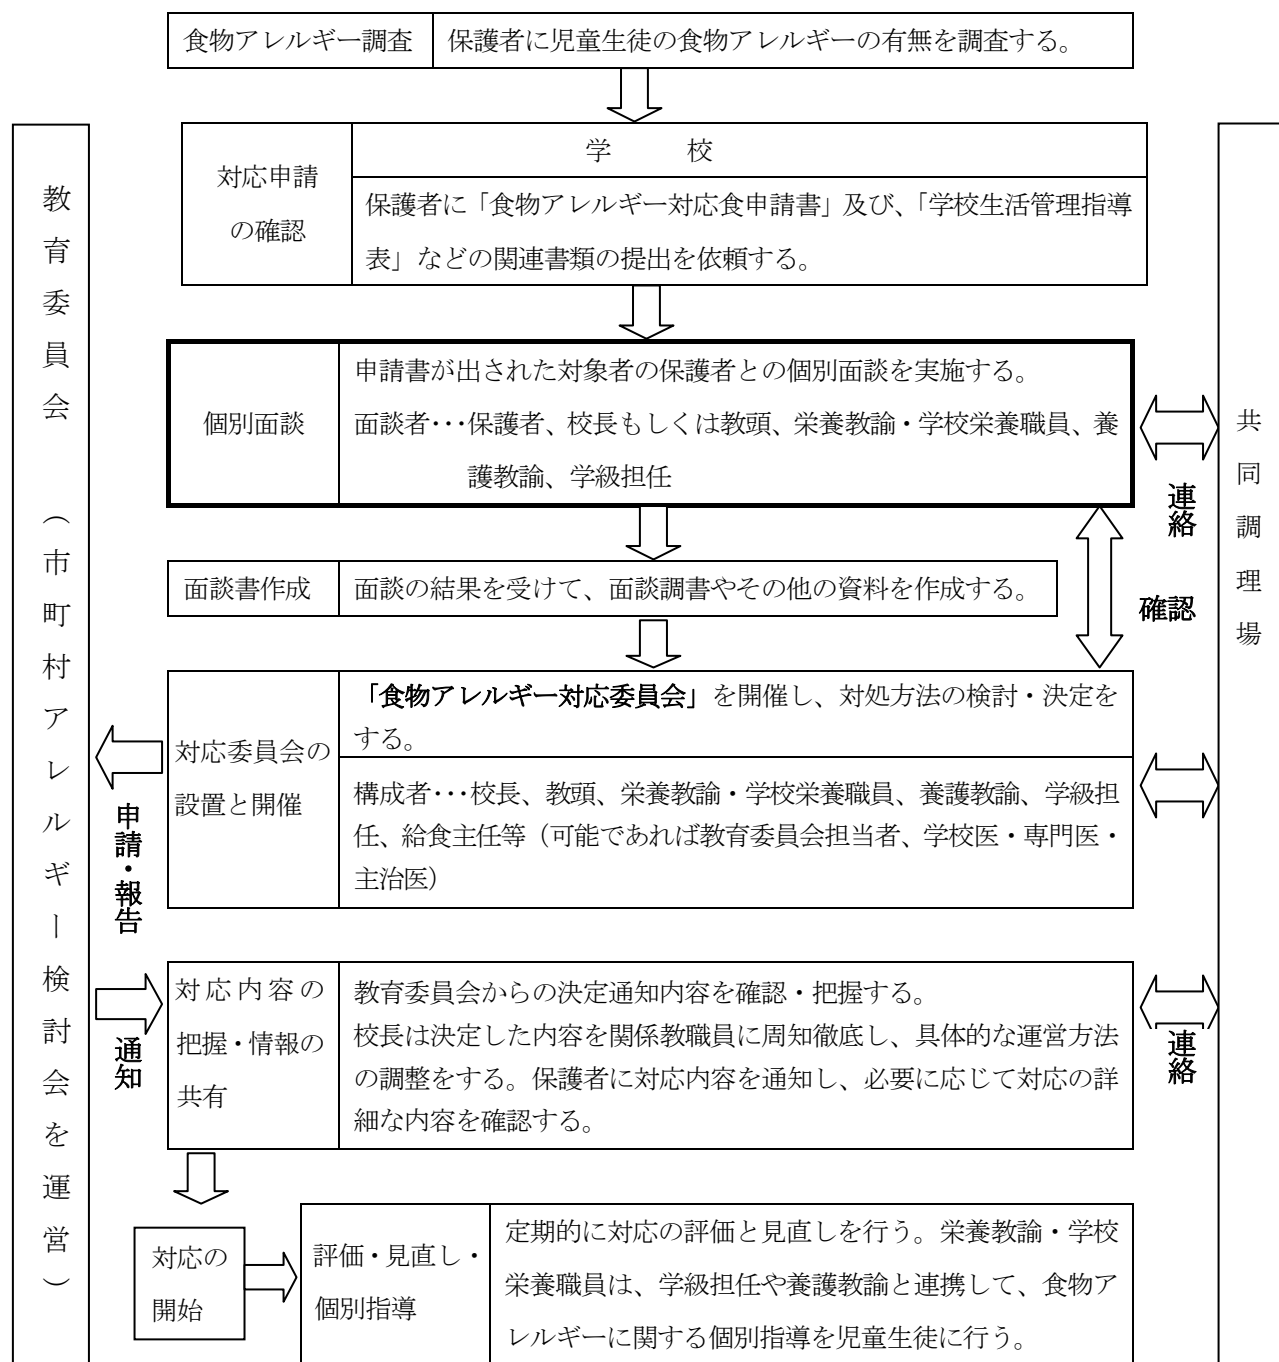 食物アレルギー調査
保護者に児童生徒の食物アレルギーの有無を調査する。
対応申請
の確認
学　　校
保護者に「食物アレルギー対応食申請書」及び、「学校生活管理指導
表」などの関連書類の提出を依頼する。
個別面談
申請書が出された対象者の保護者との個別面談を実施する。
面談者･･･保護者、校長もしくは教頭、栄養教諭・学校栄養職員、養
護教諭、学級担任
連絡
面談書作成
面談の結果を受けて、面談調書やその他の資料を作成する。
確認
対応委員会の
設置と開催
「食物アレルギー対応委員会」を開催し、対処方法の検討・決定を
する。
構成者･･･校長、教頭、栄養教諭・学校栄養職員、養護教諭、学級担
任、給食主任等（可能であれば教育委員会担当者、学校医・専門医・
主治医）
申請・報告
対応内容の
把握・情報の
共有
教育委員会からの決定通知内容を確認・把握する。
校長は決定した内容を関係教職員に周知徹底し、具体的な運営方法
の調整をする。保護者に対応内容を通知し、必要に応じて対応の詳
細な内容を確認する。
通知
連絡
対応の
開始
評価・見直し・
個別指導
定期的に対応の評価と見直しを行う。栄養教諭・学校
栄養職員は、学級担任や養護教諭と連携して、食物ア
レルギーに関する個別指導を児童生徒に行う。
教育委員会　（市町村アレルギー検討会を運営）
共同調理場